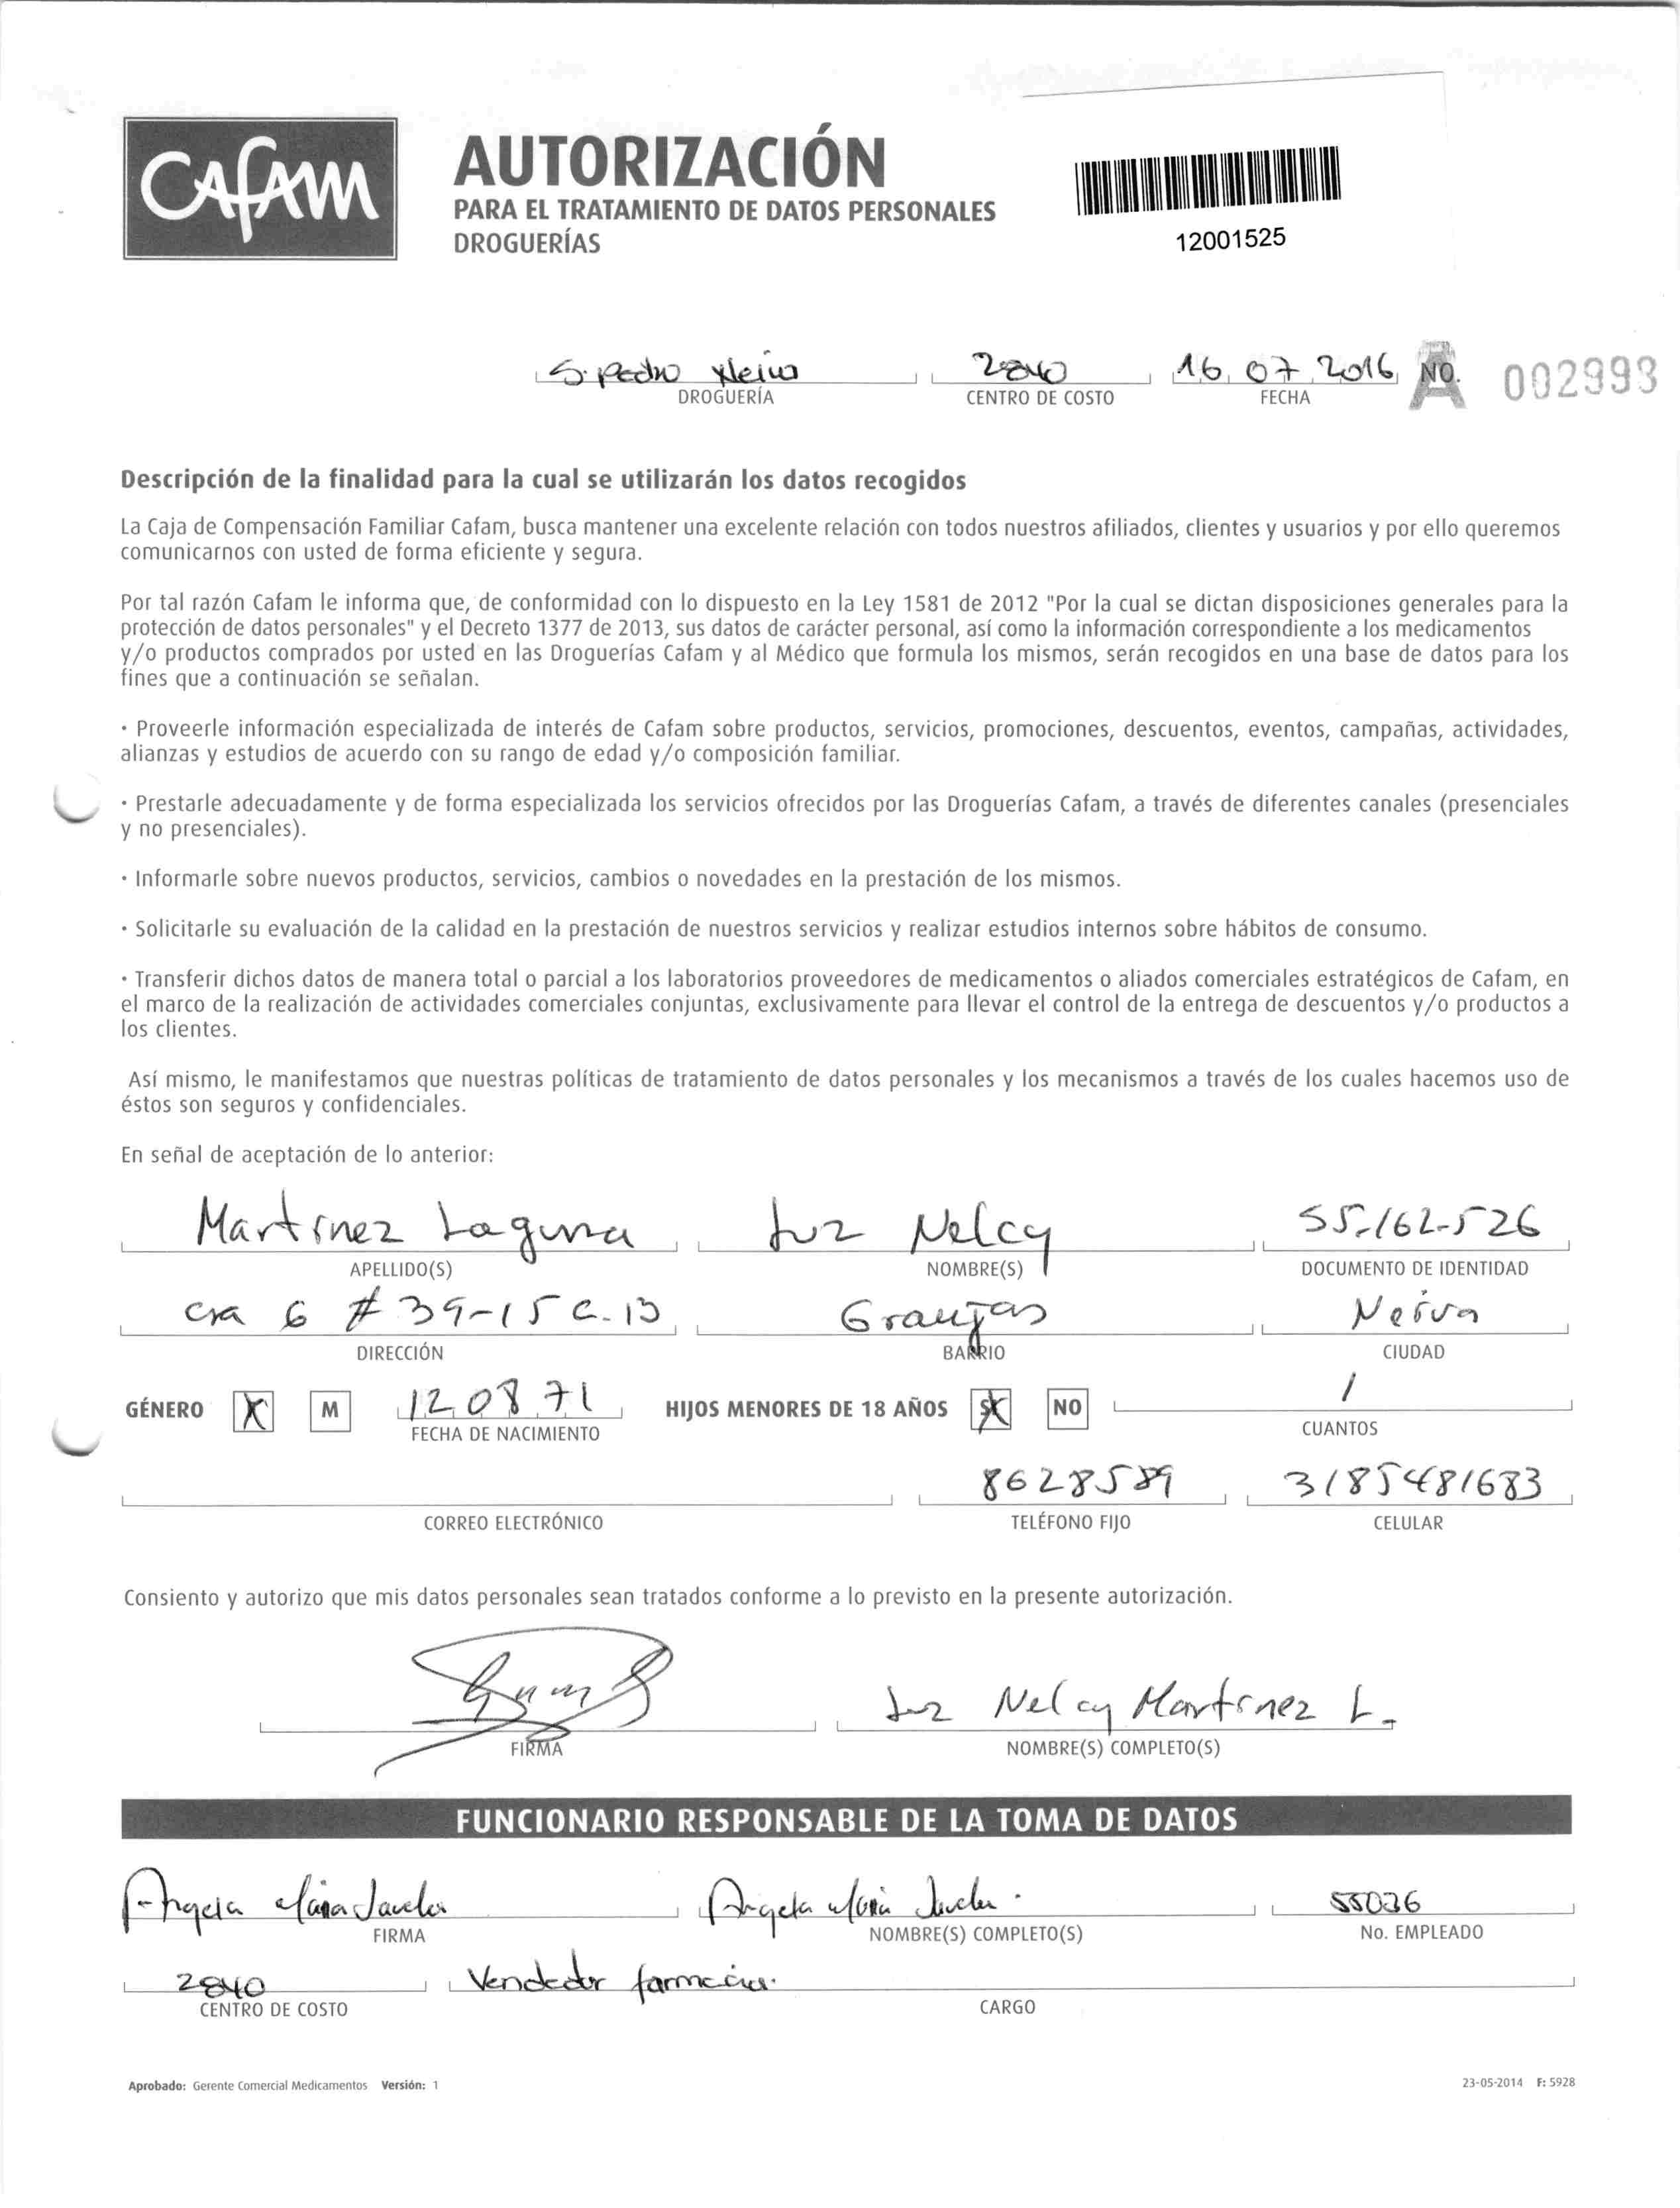 CAFAM
AUTORIZACIÓN
PARA EL TRATAMIENTO DE DATOS PERSONALES
DROGUERÍAS
12001525
S. Pedro Neiva 2840 16 07 2016 A NO. 002993
DROGUERÍA CENTRO DE COSTO FECHA
Descripción de la finalidad para la cual se utilizarán los datos recogidos
La Caja de Compensación Familiar Cafam, busca mantener una excelente relación con todos nuestros afiliados, clientes y usuarios y por ello queremos
comunicarnos con usted de forma eficiente y segura.
Por tal razón Cafam le informa que, de conformidad con lo dispuesto en la Ley 1581 de 2012 "Por la cual se dictan disposiciones generales para la
protección de datos personales" y el Decreto 1377 de 2013, sus datos de carácter personal, así como la información correspondiente a los medicamentos
y/o productos comprados por usted en las Droguerías Cafam y al Médico que formula los mismos, serán recogidos en una base de datos para los
fines que a continuación se señalan.
· Proveerle información especializada de interés de Cafam sobre productos, servicios, promociones, descuentos, eventos, campañas, actividades,
alianzas y estudios de acuerdo con su rango de edad y/o composición familiar.
· Prestarle adecuadamente y de forma especializada los servicios ofrecidos por las Droguerías Cafam, a través de diferentes canales (presenciales
y no presenciales).
· Informarle sobre nuevos productos, servicios, cambios o novedades en la prestación de los mismos.
· Solicitarle su evaluación de la calidad en la prestación de nuestros servicios y realizar estudios internos sobre hábitos de consumo.
· Transferir dichos datos de manera total o parcial a los laboratorios proveedores de medicamentos o aliados comerciales estratégicos de Cafam, en
el marco de la realización de actividades comerciales conjuntas, exclusivamente para llevar el control de la entrega de descuentos y/o productos a
los clientes.
Así mismo, le manifestamos que nuestras políticas de tratamiento de datos personales y los mecanismos a través de los cuales hacemos uso de
éstos son seguros y confidenciales.
En señal de aceptación de lo anterior:
Martinez Laguna Luz Nelcy 55.162.526
APELLIDO(S) NOMBRE(S) DOCUMENTO DE IDENTIDAD
Cra 6 # 39-15 C. 13 Granjas Neiva
DIRECCIÓN BARRIO CIUDAD
GÉNERO X M 12 08 71 HIJOS MENORES DE 18 AÑOS SI X NO 1
FECHA DE NACIMIENTO CUANTOS
8628589 3185481683
CORREO ELECTRÓNICO TELÉFONO FIJO CELULAR
Consiento y autorizo que mis datos personales sean tratados conforme a lo previsto en la presente autorización.
Luz Nelcy Martinez L.
FIRMA NOMBRE(S) COMPLETO(S)
FUNCIONARIO RESPONSABLE DE LA TOMA DE DATOS
Angela Maria Angela Maria 55036
FIRMA NOMBRE(S) COMPLETO(S) No. EMPLEADO
2840 Vendedor farmacia.
CENTRO DE COSTO CARGO
Aprobado: Gerente Comercial Medicamentos Versión: 1 23-05-2014 F: 5928